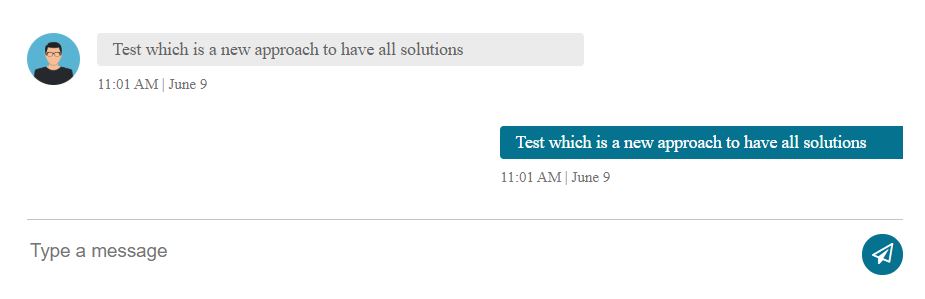 Test which is a new approach to have all solutions
11:01 AM | June 9
Test which is a new approach to have all solutions
11:01 AM | June 9
Type a message